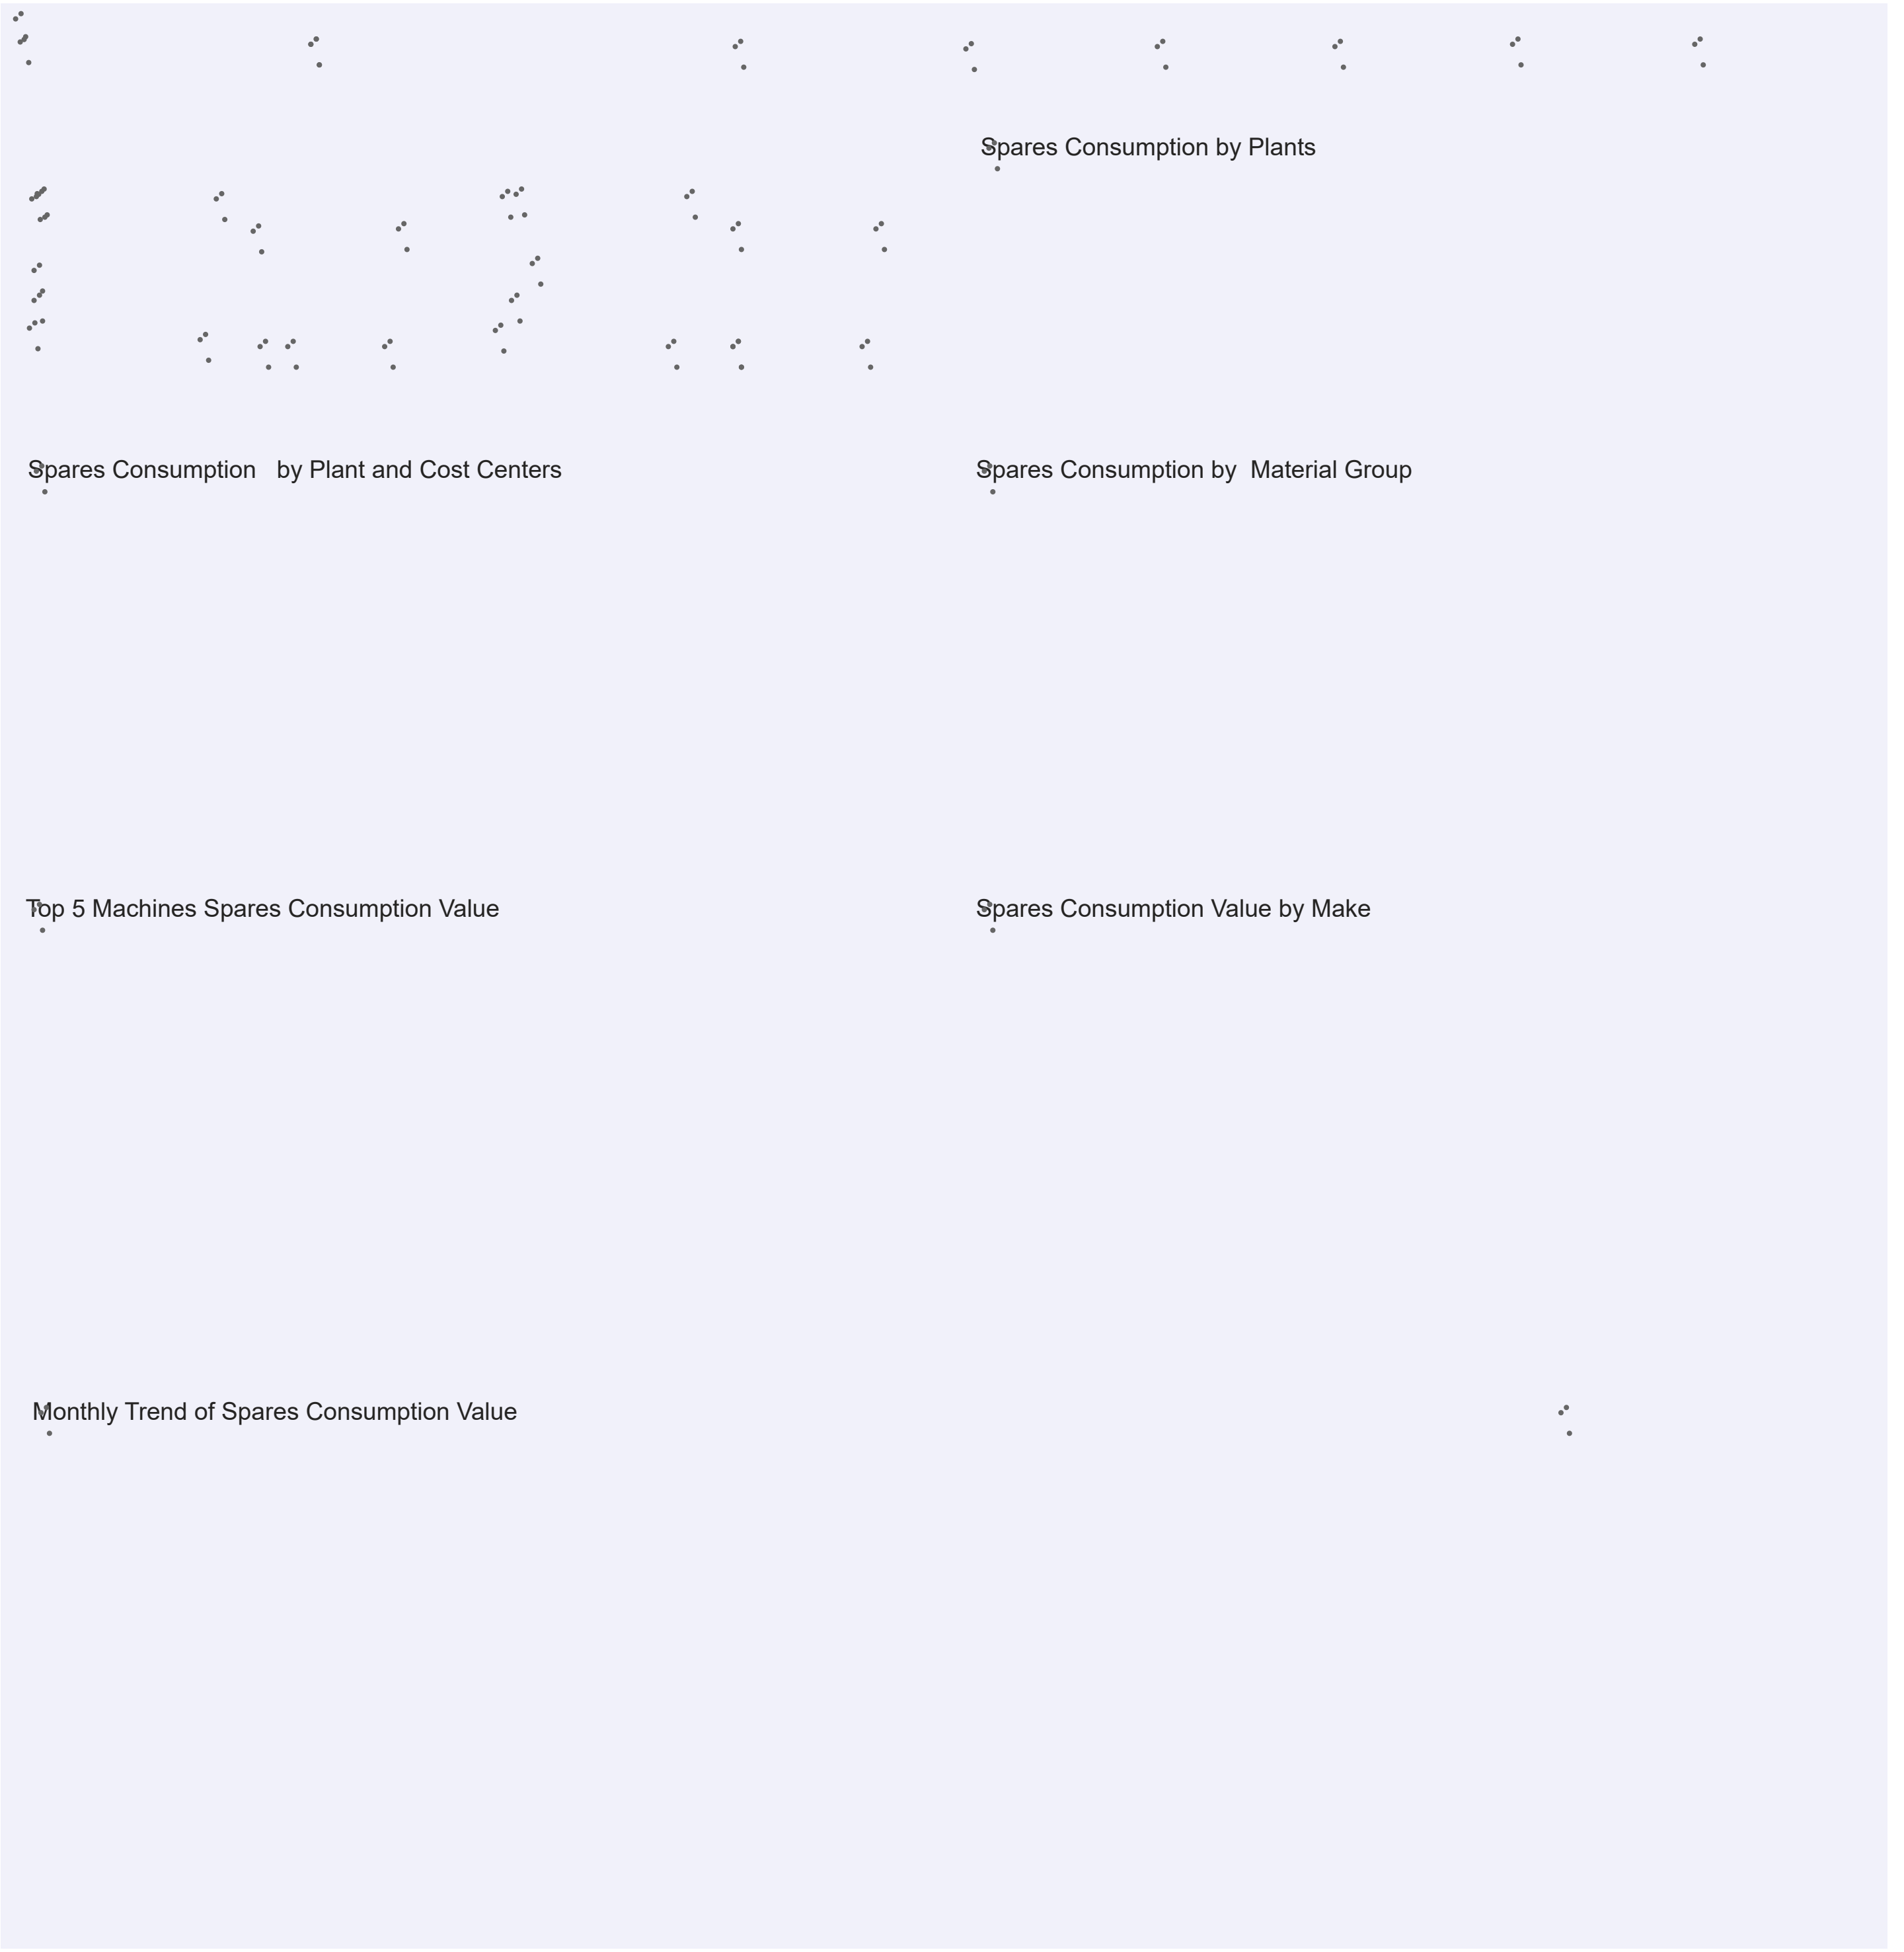 Spares Consumption by Plants
Spares Consumption   by Plant and Cost Centers
Spares Consumption by  Material Group
Top 5 Machines Spares Consumption Value
Spares Consumption Value by Make
Monthly Trend of Spares Consumption Value